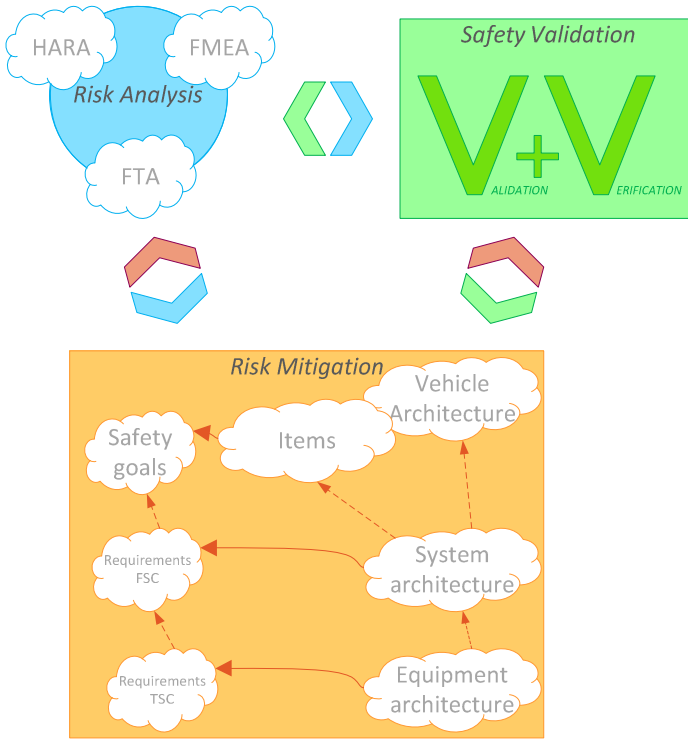 HARA
FMEA
Risk Analysis
FTA
Safety Validation
V + V
ALIDATION
ERIFICATION
Risk Mitigation
Vehicle
Architecture
Items
Safety
goals
System
architecture
Requirements
FSC
Equipment
architecture
Requirements
TSC